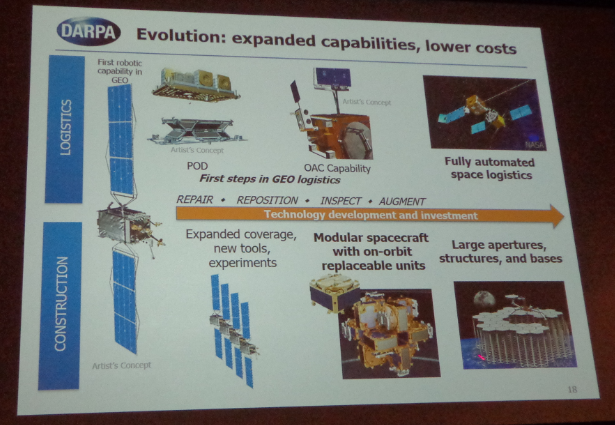 DARPA
Evolution: expanded capabilities, lower costs
LOGISTICS
First robotic
capability in
GEO
Artist's Concept
POD
Artist's Concept
OAC Capability
First steps in GEO logistics
NASA
Fully automated
space logistics
REPAIR • REPOSITION • INSPECT • AUGMENT
Technology development and investment
CONSTRUCTION
Artist's Concept
Expanded coverage,
new tools,
experiments
Modular spacecraft
with on-orbit
replaceable units
Large apertures,
structures, and bases
18